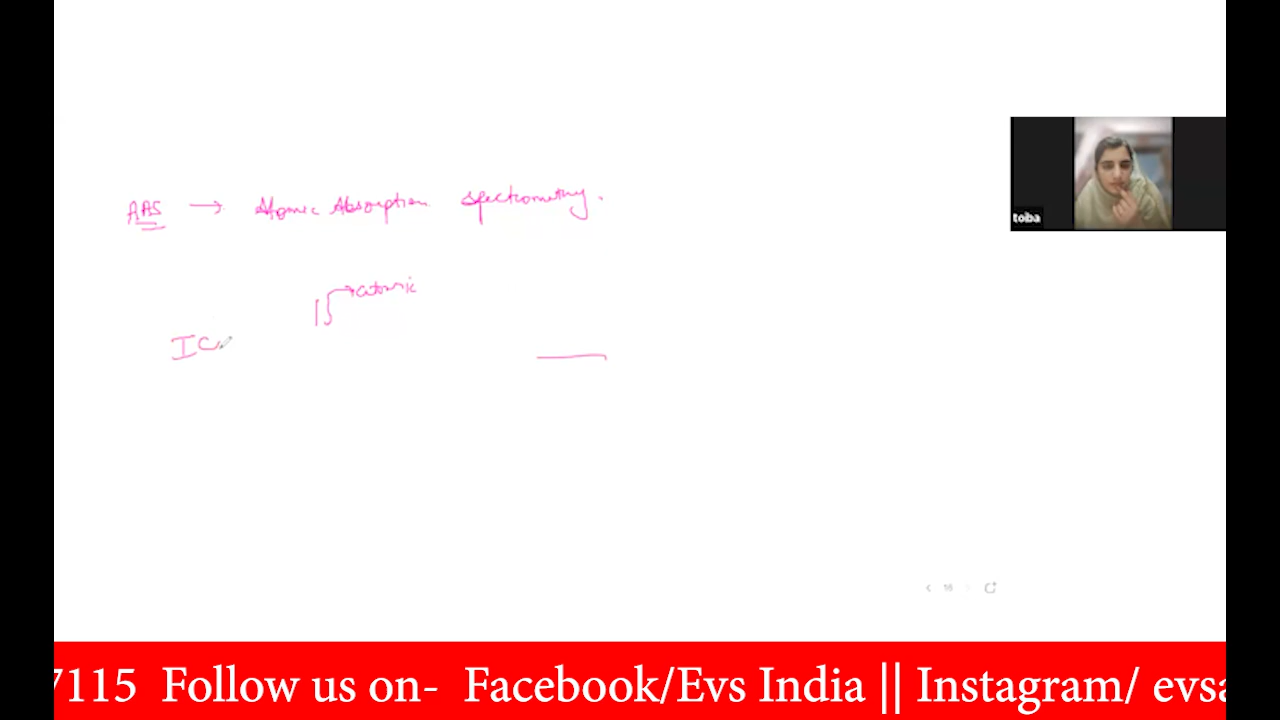 AAS → Atomic Absorption Spectrometry.
toiba
atomic
IC
7115 Follow us on- Facebook/Evs India || Instagram/ evsa